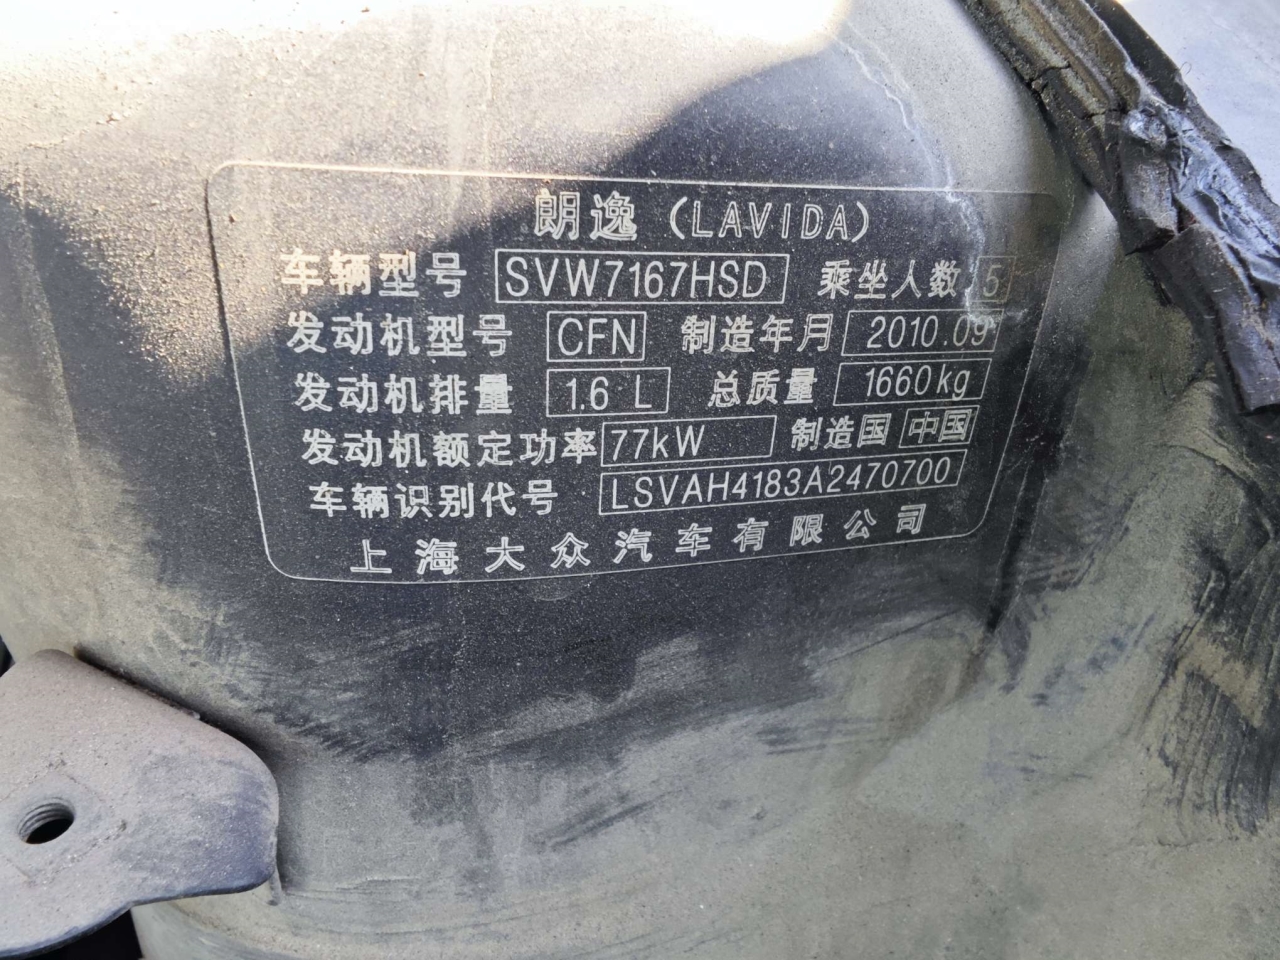 朗逸（LAVIDA）
车辆型号 SVW7167HSD 乘坐人数 5
发动机型号 CFN 制造年月 2010.09
发动机排量 1.6 L 总质量 1660kg
发动机额定功率 77kW 制造国 中国
车辆识别代号 LSVAH4183A2470700
上海大众汽车有限公司